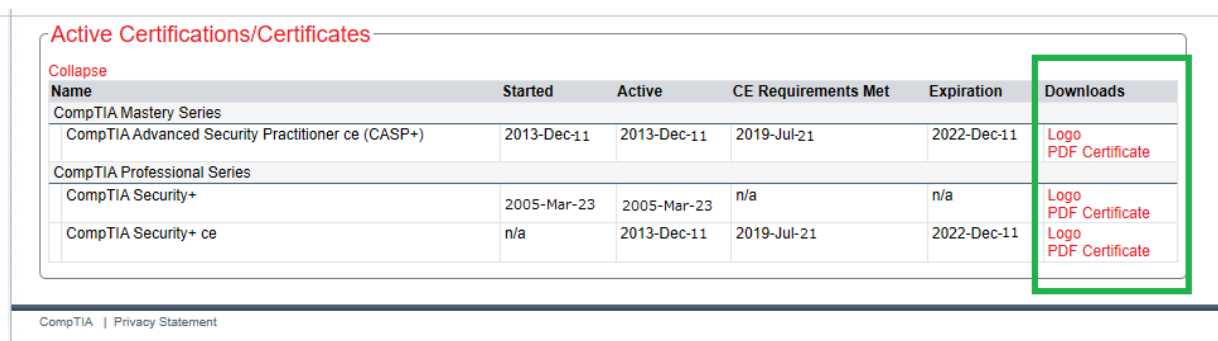 Active Certifications/Certificates
Collapse
Name Started Active CE Requirements Met Expiration Downloads
CompTIA Mastery Series
CompTIA Advanced Security Practitioner ce (CASP+) 2013-Dec-11 2013-Dec-11 2019-Jul-21 2022-Dec-11 Logo
PDF Certificate
CompTIA Professional Series
CompTIA Security+ 2005-Mar-23 2005-Mar-23 n/a n/a Logo
PDF Certificate
CompTIA Security+ ce n/a 2013-Dec-11 2019-Jul-21 2022-Dec-11 Logo
PDF Certificate
CompTIA | Privacy Statement